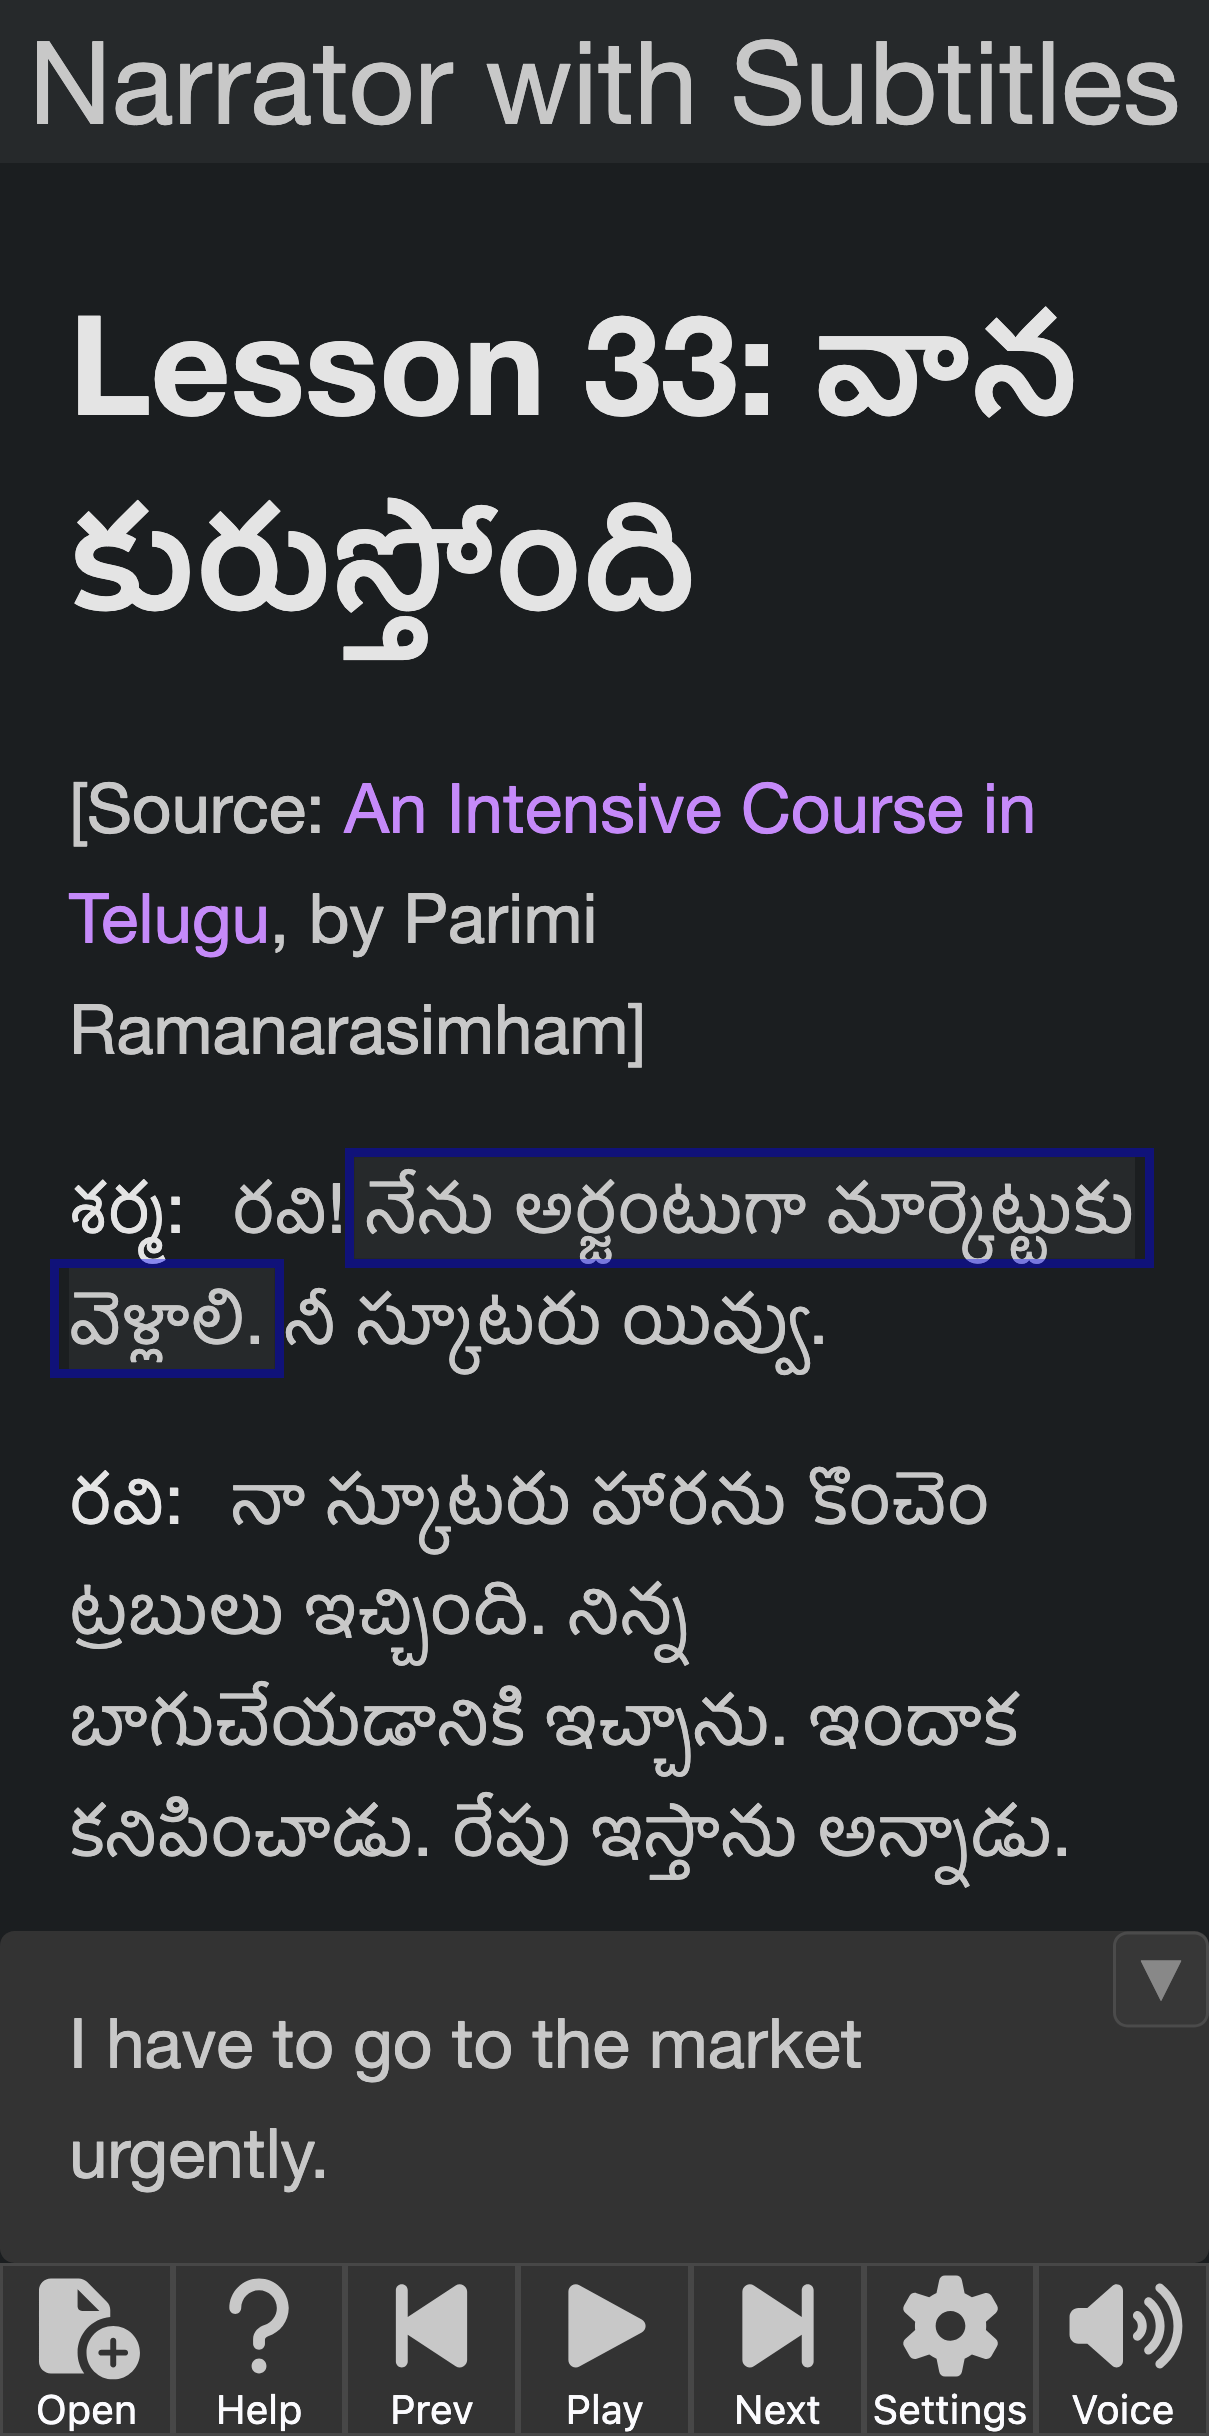 Narrator with Subtitles
Lesson 33: వాన
కురుస్తోంది
[Source: An Intensive Course in
Telugu, by Parimi
Ramanarasimham]
శర్మ: రవి! నేను అర్జంటుగా మార్కెట్టుకు
వెళ్లాలి. నీ స్కూటరు యివ్వు.
రవి: నా స్కూటరు హారను కొంచెం
ట్రబులు ఇచ్చింది. నిన్న
బాగుచేయడానికి ఇచ్చాను. ఇందాక
కనిపించాడు. రేపు ఇస్తాను అన్నాడు.
I have to go to the market
urgently.
Open Help Prev Play Next Settings Voice